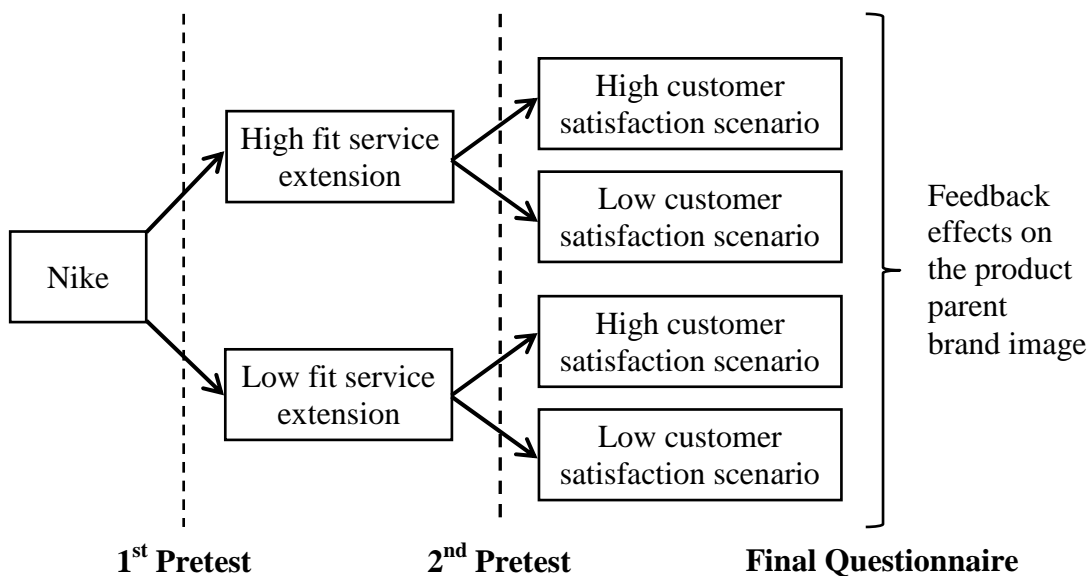 Nike
High fit service
extension
Low fit service
extension
High customer
satisfaction scenario
Low customer
satisfaction scenario
High customer
satisfaction scenario
Low customer
satisfaction scenario
Feedback
effects on
the product
parent
brand image
1st Pretest
2nd Pretest
Final Questionnaire